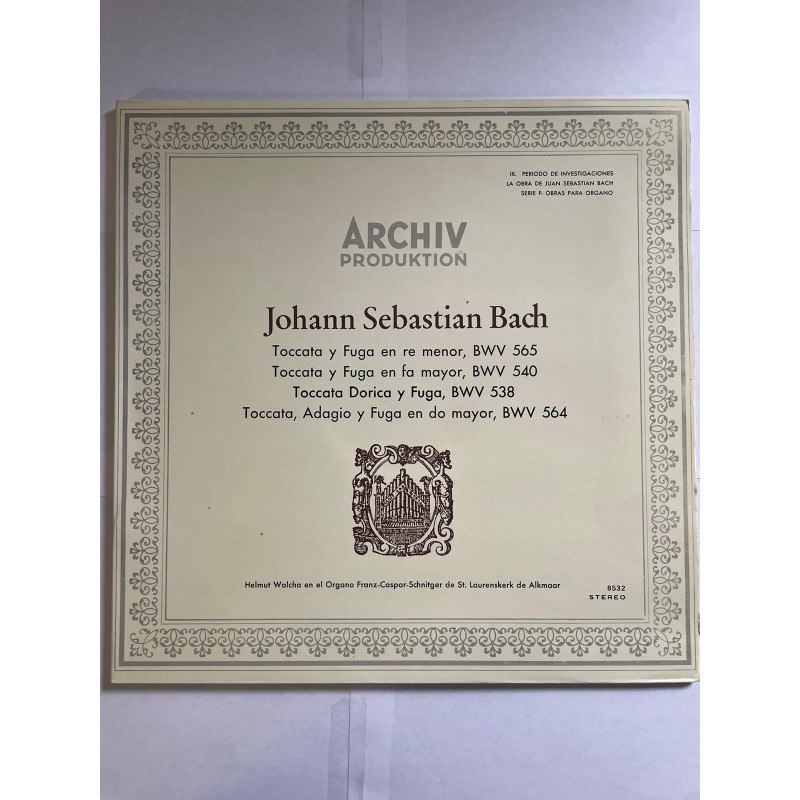 IX. PERIODO DE INVESTIGACIONES
LA OBRA DE JUAN SEBASTIAN BACH
SERIE F: OBRAS PARA ORGANO
ARCHIV
PRODUKTION
Johann Sebastian Bach
Toccata y Fuga en re menor, BWV 565
Toccata y Fuga en fa mayor, BWV 540
Toccata Dorica y Fuga, BWV 538
Toccata, Adagio y Fuga en do mayor, BWV 564
Helmut Walcha en el Organo Franz-Caspar-Schnitger de St. Laurenskerk de Alkmaar
8532
STEREO